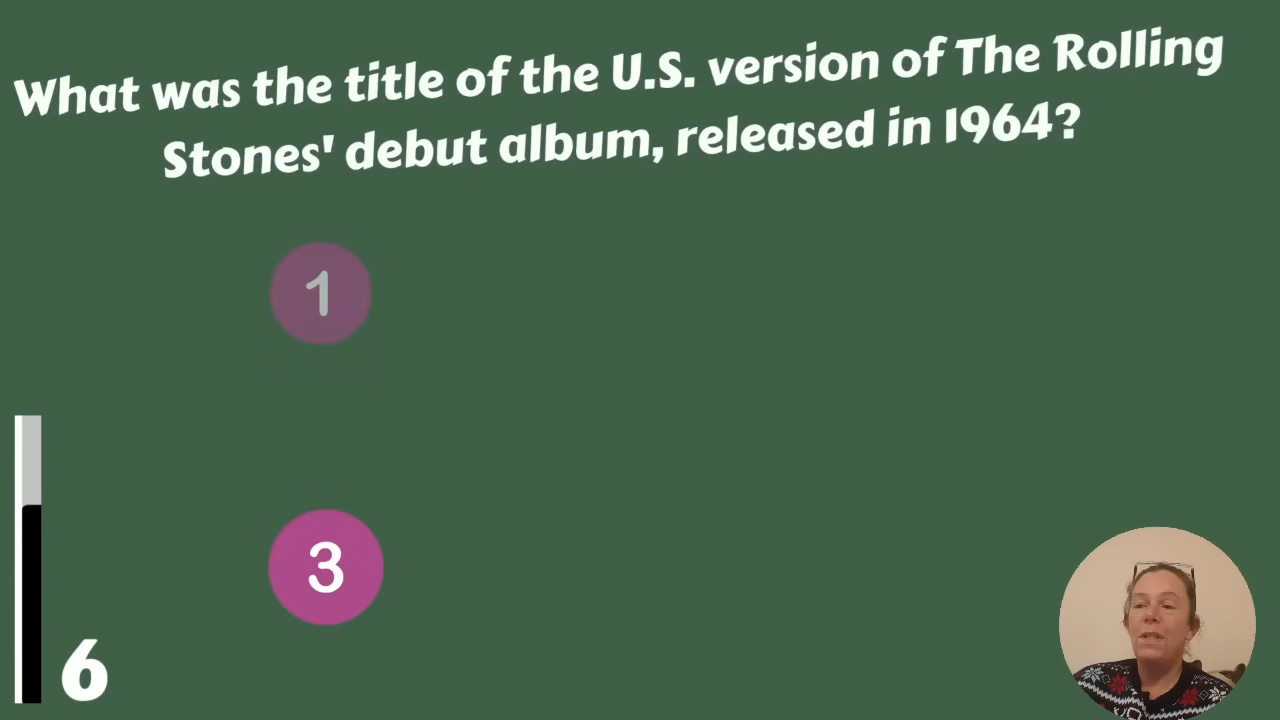 What was the title of the U.S. version of The Rolling
Stones' debut album, released in 1964?
1
3
6